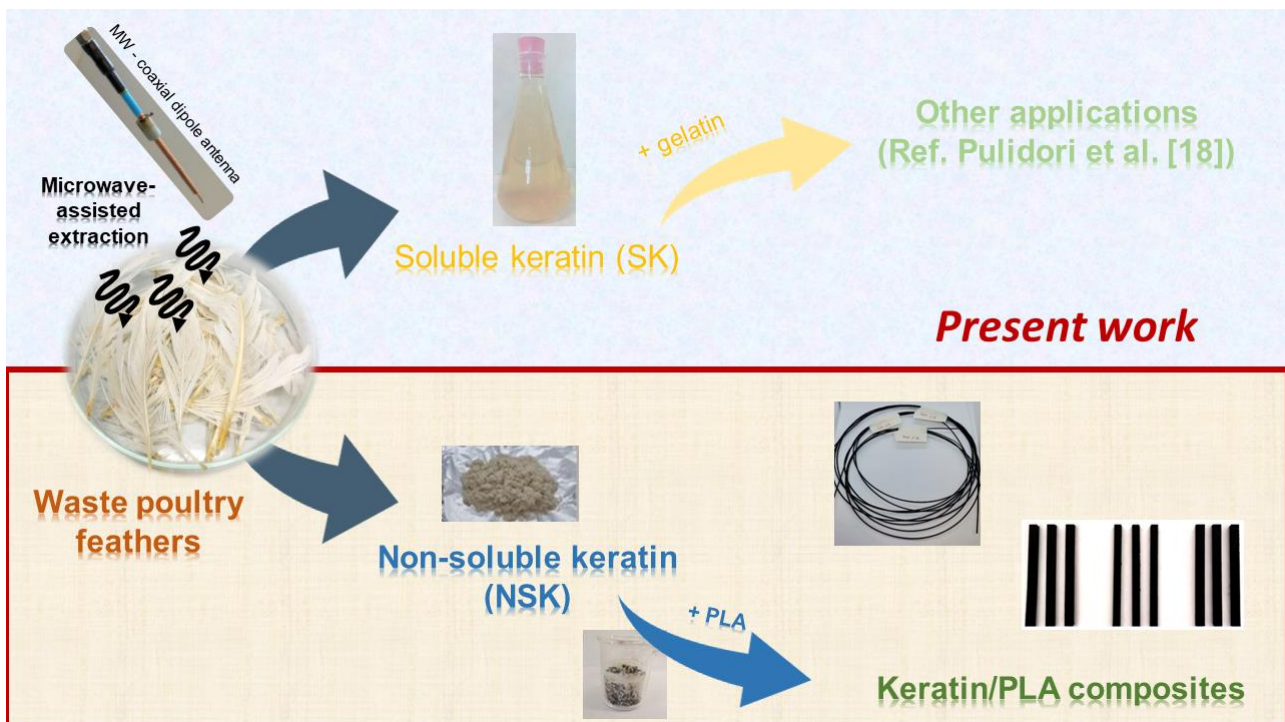 MW - coaxial dipole antenna
Microwave-
assisted
extraction
Soluble keratin (SK)
+ gelatin
Other applications
(Ref. Pulidori et al. [18])
Present work
Waste poultry
feathers
Non-soluble keratin
(NSK)
+ PLA
Keratin/PLA composites